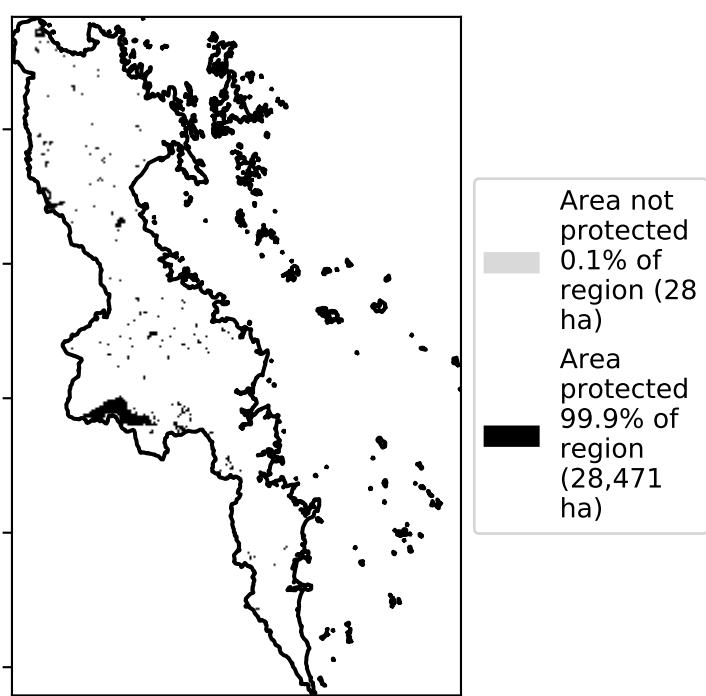 Area not
protected
0.1% of
region (28
ha)
Area
protected
99.9% of
region
(28,471
ha)